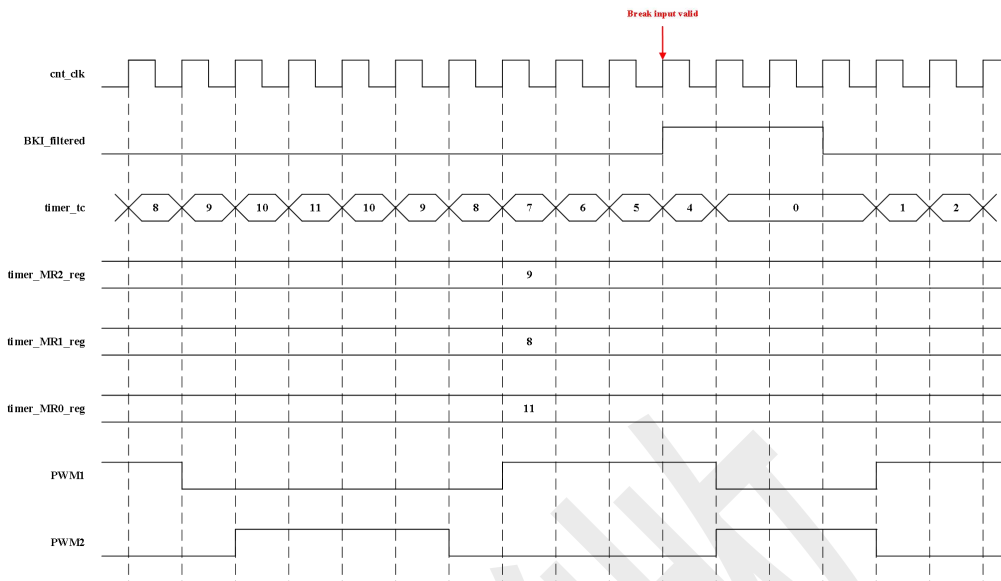 Break input valid
cnt_clk
BKI_filtered
timer_tc 8 9 10 11 10 9 8 7 6 5 4 0 1 2
timer_MR2_reg 9
timer_MR1_reg 8
timer_MR0_reg 11
PWM1
PWM2